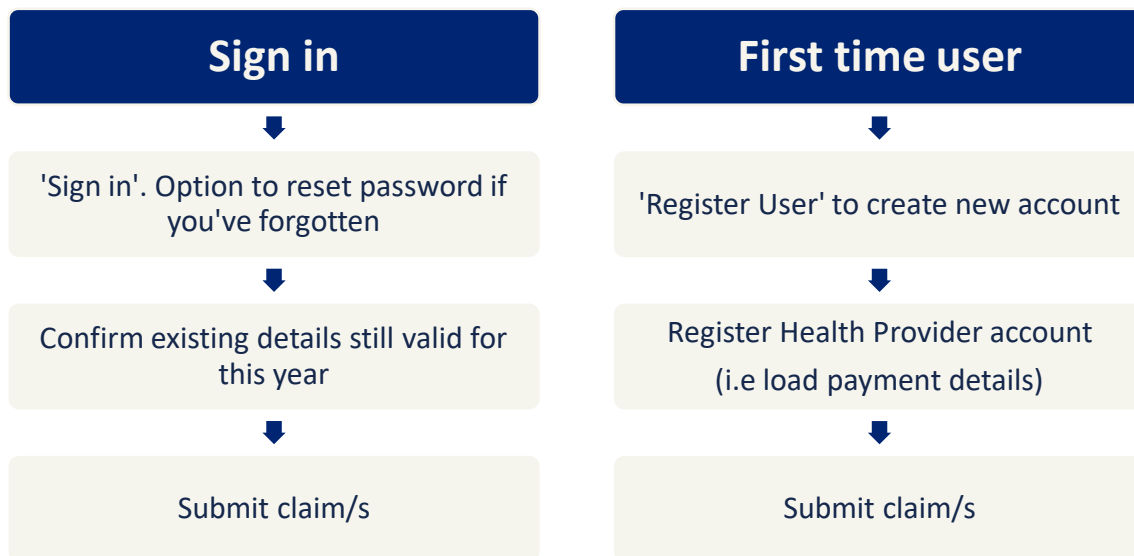 Sign in
'Sign in'. Option to reset password if
you've forgotten
Confirm existing details still valid for
this year
Submit claim/s
First time user
'Register User' to create new account
Register Health Provider account
(i.e load payment details)
Submit claim/s